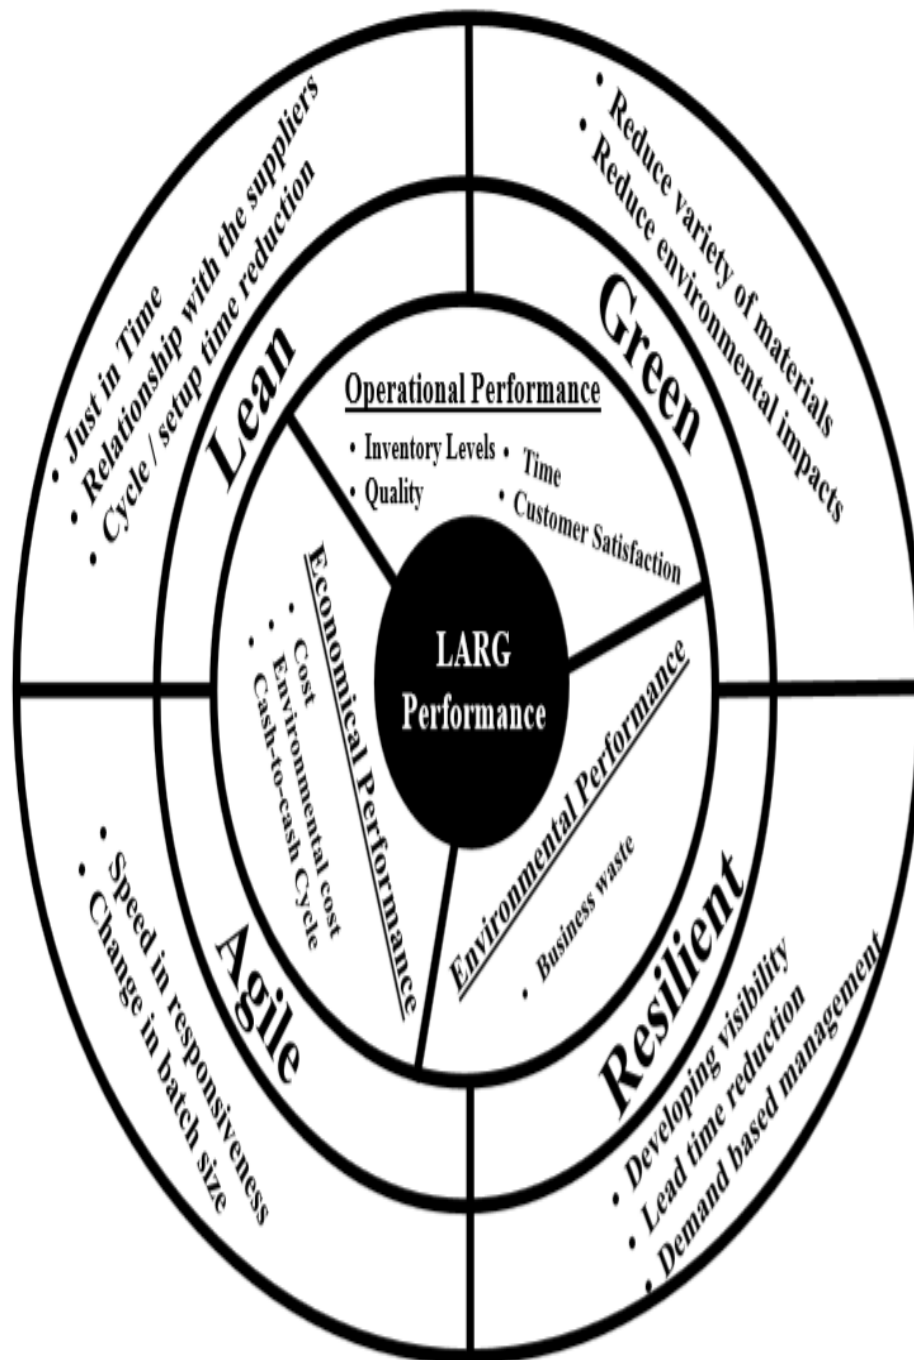 • Just in Time
• Relationship with the suppliers
• Cycle / setup time reduction
Lean
• Reduce variety of materials
• Reduce environmental impacts
Green
Operational Performance
• Inventory Levels
• Quality
• Time
• Customer Satisfaction
LARG
Performance
Economical Performance
• Cost
• Environmental cost
• Cash-to-cash Cycle
Environmental Performance
• Business waste
Agile
• Speed in responsiveness
• Change in batch size
Resilient
• Developing visibility
• Lead time reduction
• Demand based management